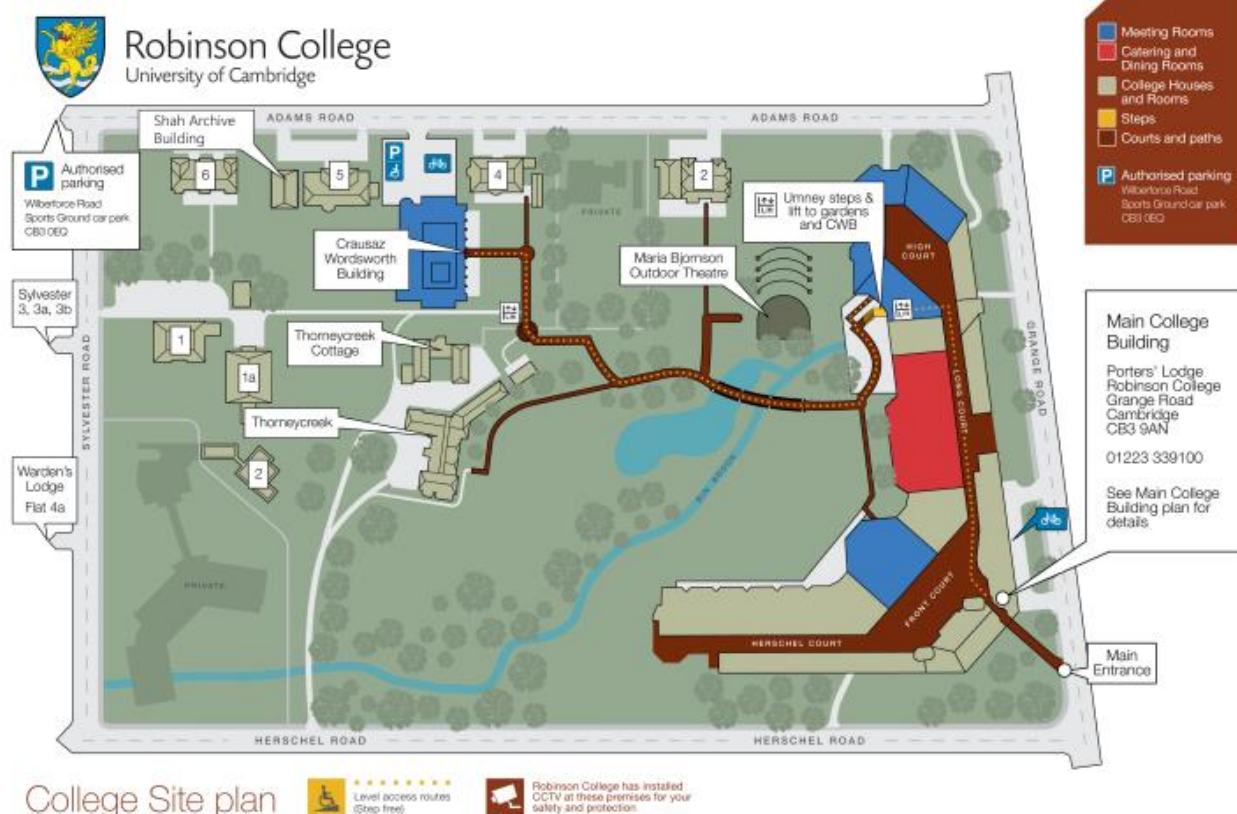 Robinson College
University of Cambridge
Meeting Rooms
Catering and
Dining Rooms
College Houses
and Rooms
Steps
Courts and paths
P Authorised parking
Wilberforce Road
Sports Ground car park
CB3 0EQ
ADAMS ROAD
ADAMS ROAD
Shah Archive
Building
P Authorised
parking
Wilberforce Road
Sports Ground car park
CB3 0EQ
6
5
P
4
2
PRIVATE
Umney steps &
lift to gardens
and CWB
HIGH
COURT
Crausaz
Wordsworth
Building
Maria Bjornson
Outdoor Theatre
Sylvester
3, 3a, 3b
SYLVESTER ROAD
1
1a
Thorneycreek
Cottage
Thorneycreek
2
Warden's
Lodge
Flat 4a
PRIVATE
BIN BROOK
LONG COURT
GRANGE ROAD
Main College
Building
Porters' Lodge
Robinson College
Grange Road
Cambridge
CB3 9AN
01223 339100
See Main College
Building plan for
details
FRONT COURT
HERSCHEL COURT
Main
Entrance
HERSCHEL ROAD
HERSCHEL ROAD
College Site plan
Level access routes
(Step free)
Robinson College has installed
CCTV at these premises for your
safety and protection